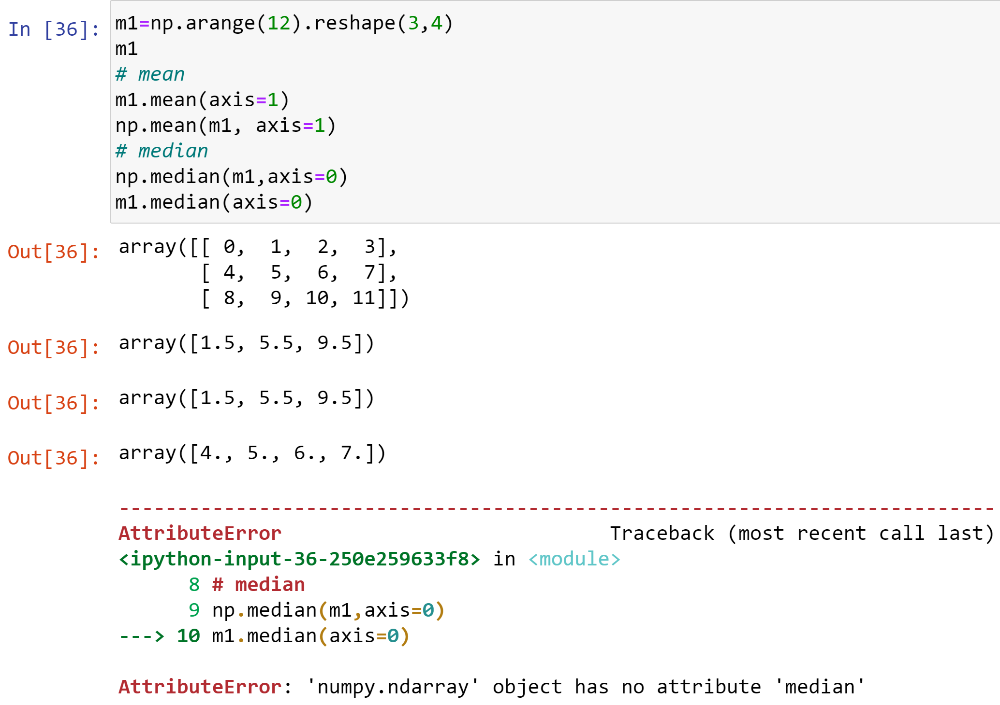 In [36]: m1=np.arange(12).reshape(3,4)
m1
# mean
m1.mean(axis=1)
np.mean(m1, axis=1)
# median
np.median(m1,axis=0)
m1.median(axis=0)
Out[36]: array([[ 0,  1,  2,  3],
       [ 4,  5,  6,  7],
       [ 8,  9, 10, 11]])
Out[36]: array([1.5, 5.5, 9.5])
Out[36]: array([1.5, 5.5, 9.5])
Out[36]: array([4., 5., 6., 7.])
---------------------------------------------------------------------------
AttributeError                            Traceback (most recent call last)
<ipython-input-36-250e259633f8> in <module>
      8 # median
      9 np.median(m1,axis=0)
---> 10 m1.median(axis=0)
AttributeError: 'numpy.ndarray' object has no attribute 'median'